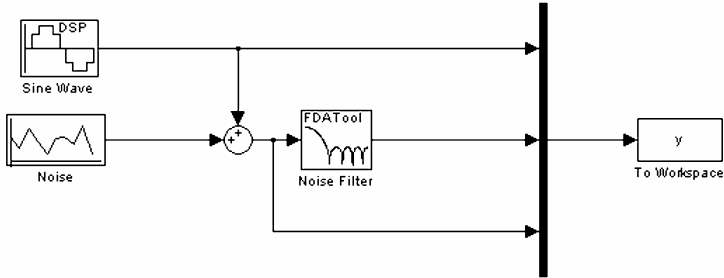 DSP
Sine Wave
Noise
+
+
FDATool
Noise Filter
y
To Workspace